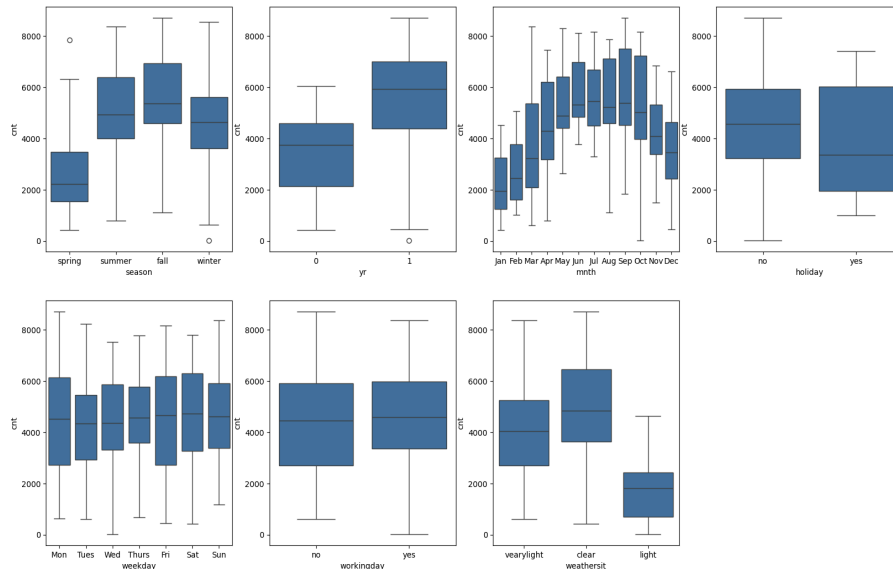 8000
6000
4000
2000
0
cnt
spring summer fall winter
season
8000
6000
4000
2000
0
cnt
0 1
yr
8000
6000
4000
2000
0
cnt
Jan Feb Mar Apr May Jun Jul Aug Sep Oct Nov Dec
mnth
8000
6000
4000
2000
0
cnt
no yes
holiday
8000
6000
4000
2000
0
cnt
Mon Tues Wed Thurs Fri Sat Sun
weekday
8000
6000
4000
2000
0
cnt
no yes
workingday
8000
6000
4000
2000
0
cnt
vearylight clear light
weathersit